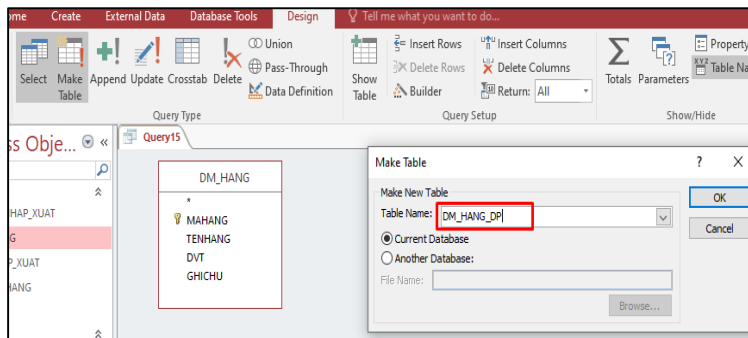 ome Create External Data Database Tools Design Tell me what you want to do...
Select
Make Table
Append
Update
Crosstab
Delete
Union
Pass-Through
Data Definition
Query Type
Show Table
Insert Rows
Delete Rows
Builder
Insert Columns
Delete Columns
Return: All
Query Setup
Totals
Parameters
Property
XYZ Table Na
Show/Hide
ss Obje... «
HAP_XUAT
G
P_XUAT
HANG
Query15
DM_HANG
*
MAHANG
TENHANG
DVT
GHICHU
Make Table ? X
Make New Table
Table Name: DM_HANG_DP
Current Database
Another Database:
File Name:
Browse...
OK
Cancel